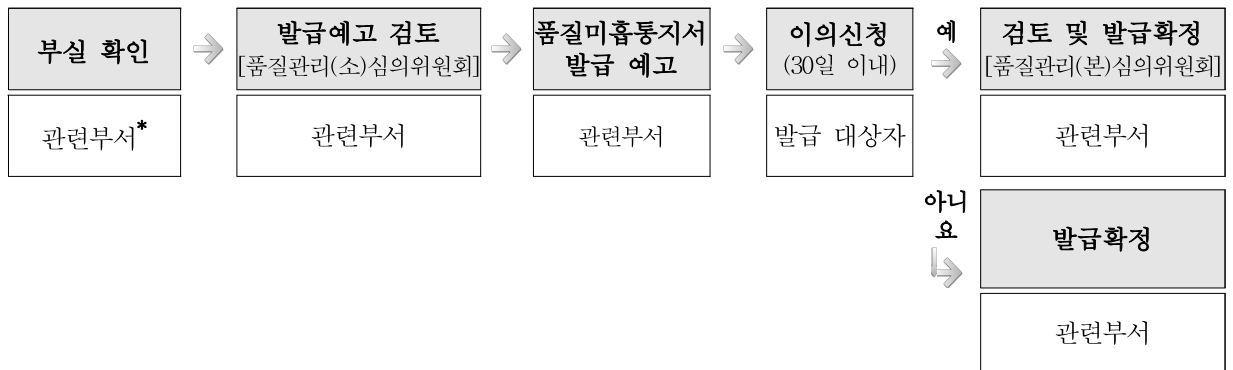 부실 확인
관련부서*
발급예고 검토
[품질관리(소)심의위원회]
관련부서
품질미흡통지서
발급 예고
관련부서
이의신청
(30일 이내)
발급 대상자
예
검토 및 발급확정
[품질관리(본)심의위원회]
관련부서
아니
요
발급확정
관련부서